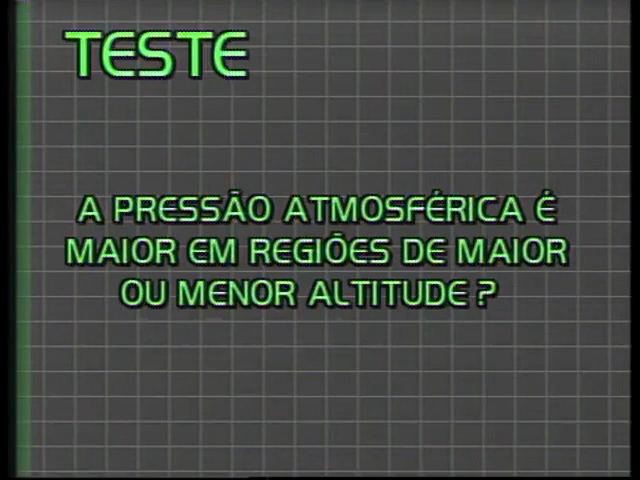 TESTE
A PRESSÃO ATMOSFÉRICA É
MAIOR EM REGIÕES DE MAIOR
OU MENOR ALTITUDE ?